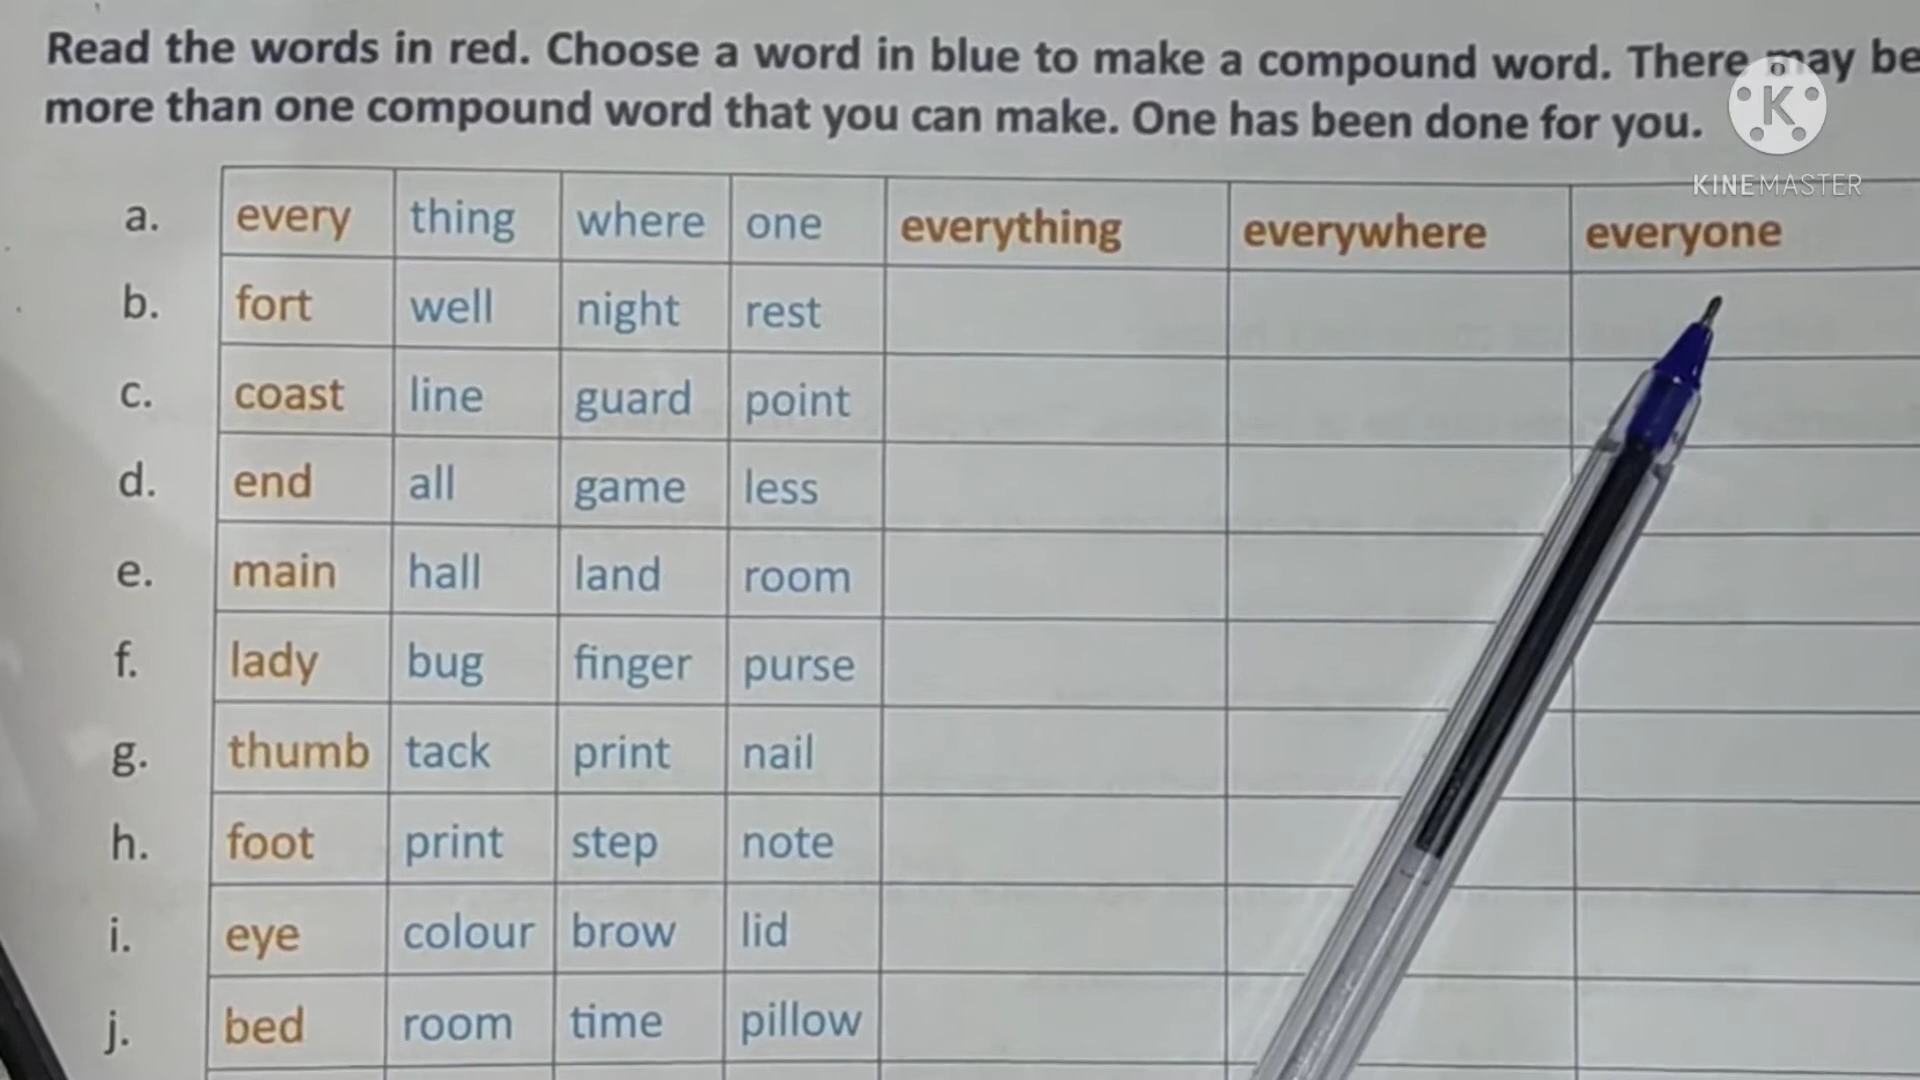 Read the words in red. Choose a word in blue to make a compound word. There may be
more than one compound word that you can make. One has been done for you.
K
KINEMASTER
a. every thing where one everything everywhere everyone
b. fort well night rest
c. coast line guard point
d. end all game less
e. main hall land room
f. lady bug finger purse
g. thumb tack print nail
h. foot print step note
i. eye colour brow lid
j. bed room time pillow